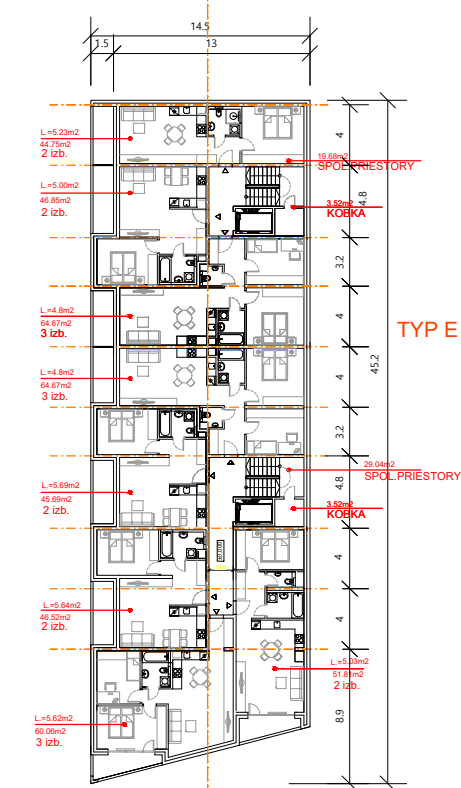 14.5
1.5
13
L.=5.23m2
44.75m2
2 izb.
4
19.68m2
SPOL.PRIESTORY
L.=5.00m2
46.85m2
2 izb.
4.8
3.52m2
KOBKA
3.2
L.=4.8m2
64.67m2
3 izb.
4
TYP E
45.2
L.=4.8m2
64.67m2
3 izb.
4
3.2
29.04m2
SPOL.PRIESTORY
L.=5.69m2
45.69m2
2 izb.
4.8
3.52m2
KOBKA
4
L.=5.64m2
46.52m2
2 izb.
4
L.=5.03m2
51.81m2
2 izb.
L.=5.62m2
60.06m2
3 izb.
8.9